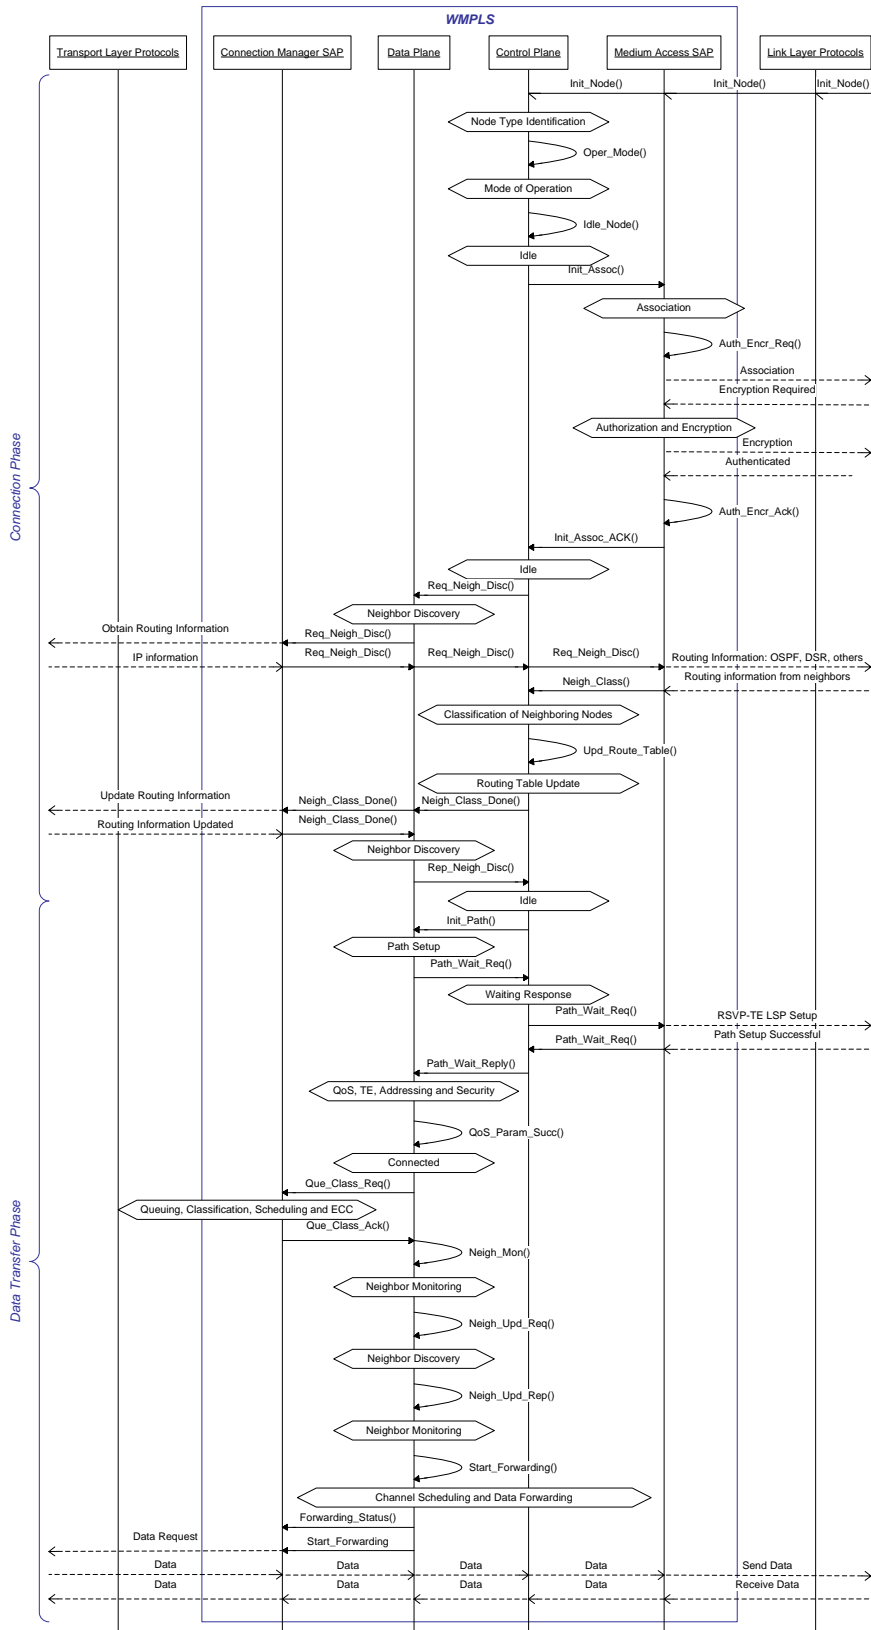 WMPLS
Transport Layer Protocols
Connection Manager SAP
Data Plane
Control Plane
Medium Access SAP
Link Layer Protocols
Init_Node()
Init_Node()
Init_Node()
Node Type Identification
Oper_Mode()
Mode of Operation
Idle_Node()
Idle
Init_Assoc()
Association
Auth_Encr_Req()
Association
Encryption Required
Authorization and Encryption
Encryption
Authenticated
Connection Phase
Auth_Encr_Ack()
Init_Assoc_ACK()
Idle
Req_Neigh_Disc()
Neighbor Discovery
Obtain Routing Information
Req_Neigh_Disc()
IP information
Req_Neigh_Disc()
Req_Neigh_Disc()
Req_Neigh_Disc()
Routing Information: OSPF, DSR, others
Neigh_Class()
Routing information from neighbors
Classification of Neighboring Nodes
Upd_Route_Table()
Routing Table Update
Update Routing Information
Neigh_Class_Done()
Neigh_Class_Done()
Routing Information Updated
Neigh_Class_Done()
Neighbor Discovery
Rep_Neigh_Disc()
Idle
Init_Path()
Path Setup
Path_Wait_Req()
Waiting Response
Path_Wait_Req()
RSVP-TE LSP Setup
Path_Wait_Req()
Path Setup Successful
Path_Wait_Reply()
QoS, TE, Addressing and Security
QoS_Param_Succ()
Connected
Que_Class_Req()
Queuing, Classification, Scheduling and ECC
Que_Class_Ack()
Data Transfer Phase
Neigh_Mon()
Neighbor Monitoring
Neigh_Upd_Req()
Neighbor Discovery
Neigh_Upd_Rep()
Neighbor Monitoring
Start_Forwarding()
Channel Scheduling and Data Forwarding
Forwarding_Status()
Data Request
Start_Forwarding
Data
Data
Data
Data
Send Data
Data
Data
Data
Data
Receive Data